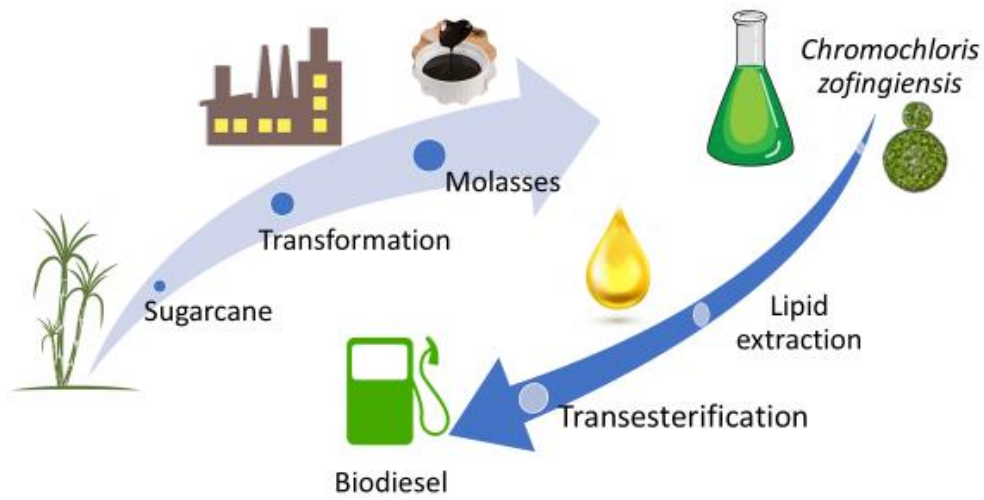 Sugarcane
Transformation
Molasses
Chromochloris
zofingiensis
Lipid
extraction
Transesterification
Biodiesel